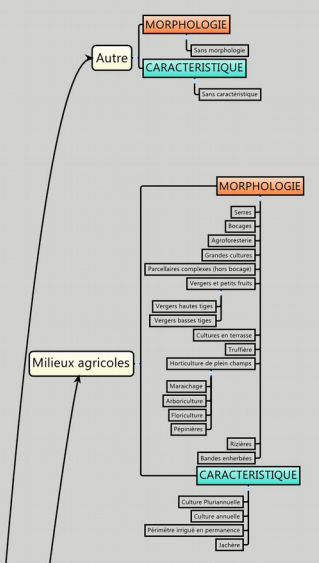 MORPHOLOGIE
Sans morphologie
Autre
CARACTERISTIQUE
Sans caractéristique
MORPHOLOGIE
Serres
Bocages
Agroforesterie
Grandes cultures
Parcellaires complexes (hors bocage)
Vergers et petits fruits
Vergers hautes tiges
Vergers basses tiges
Cultures en terrasse
Truffière
Milieux agricoles
Horticulture de plein champs
Maraichage
Arboriculture
Floriculture
Pépinières
Rizières
Bandes enherbées
CARACTERISTIQUE
Culture Pluriannuelle
Culture annuelle
Périmètre irrigué en permanence
Jachère